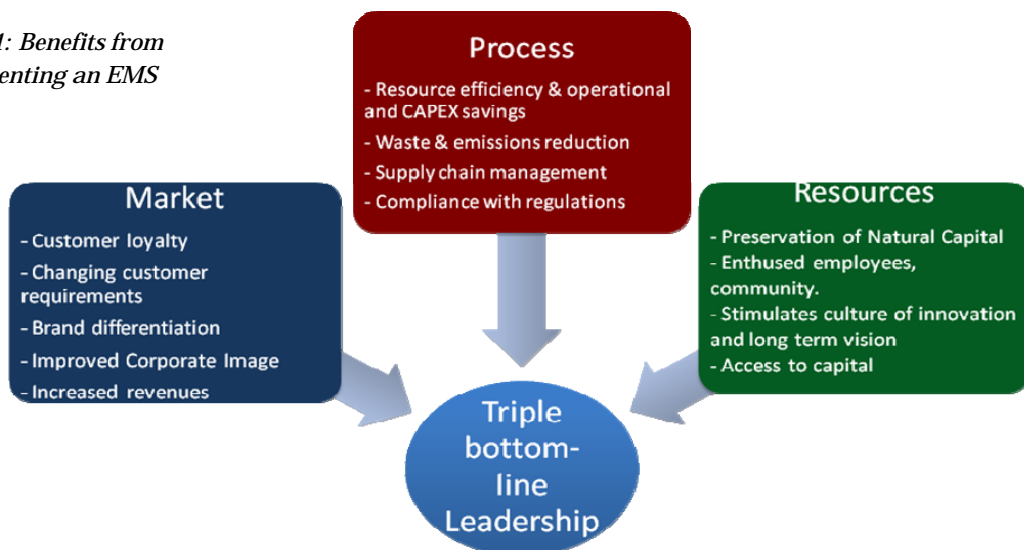 1: Benefits from
enting an EMS
Process
- Resource efficiency & operational
and CAPEX savings
- Waste & emissions reduction
- Supply chain management
- Compliance with regulations
Market
- Customer loyalty
- Changing customer
requirements
- Brand differentiation
- Improved Corporate Image
- Increased revenues
Resources
- Preservation of Natural Capital
- Enthused employees,
community.
- Stimulates culture of innovation
and long term vision
- Access to capital
Triple
bottom-
line
Leadership